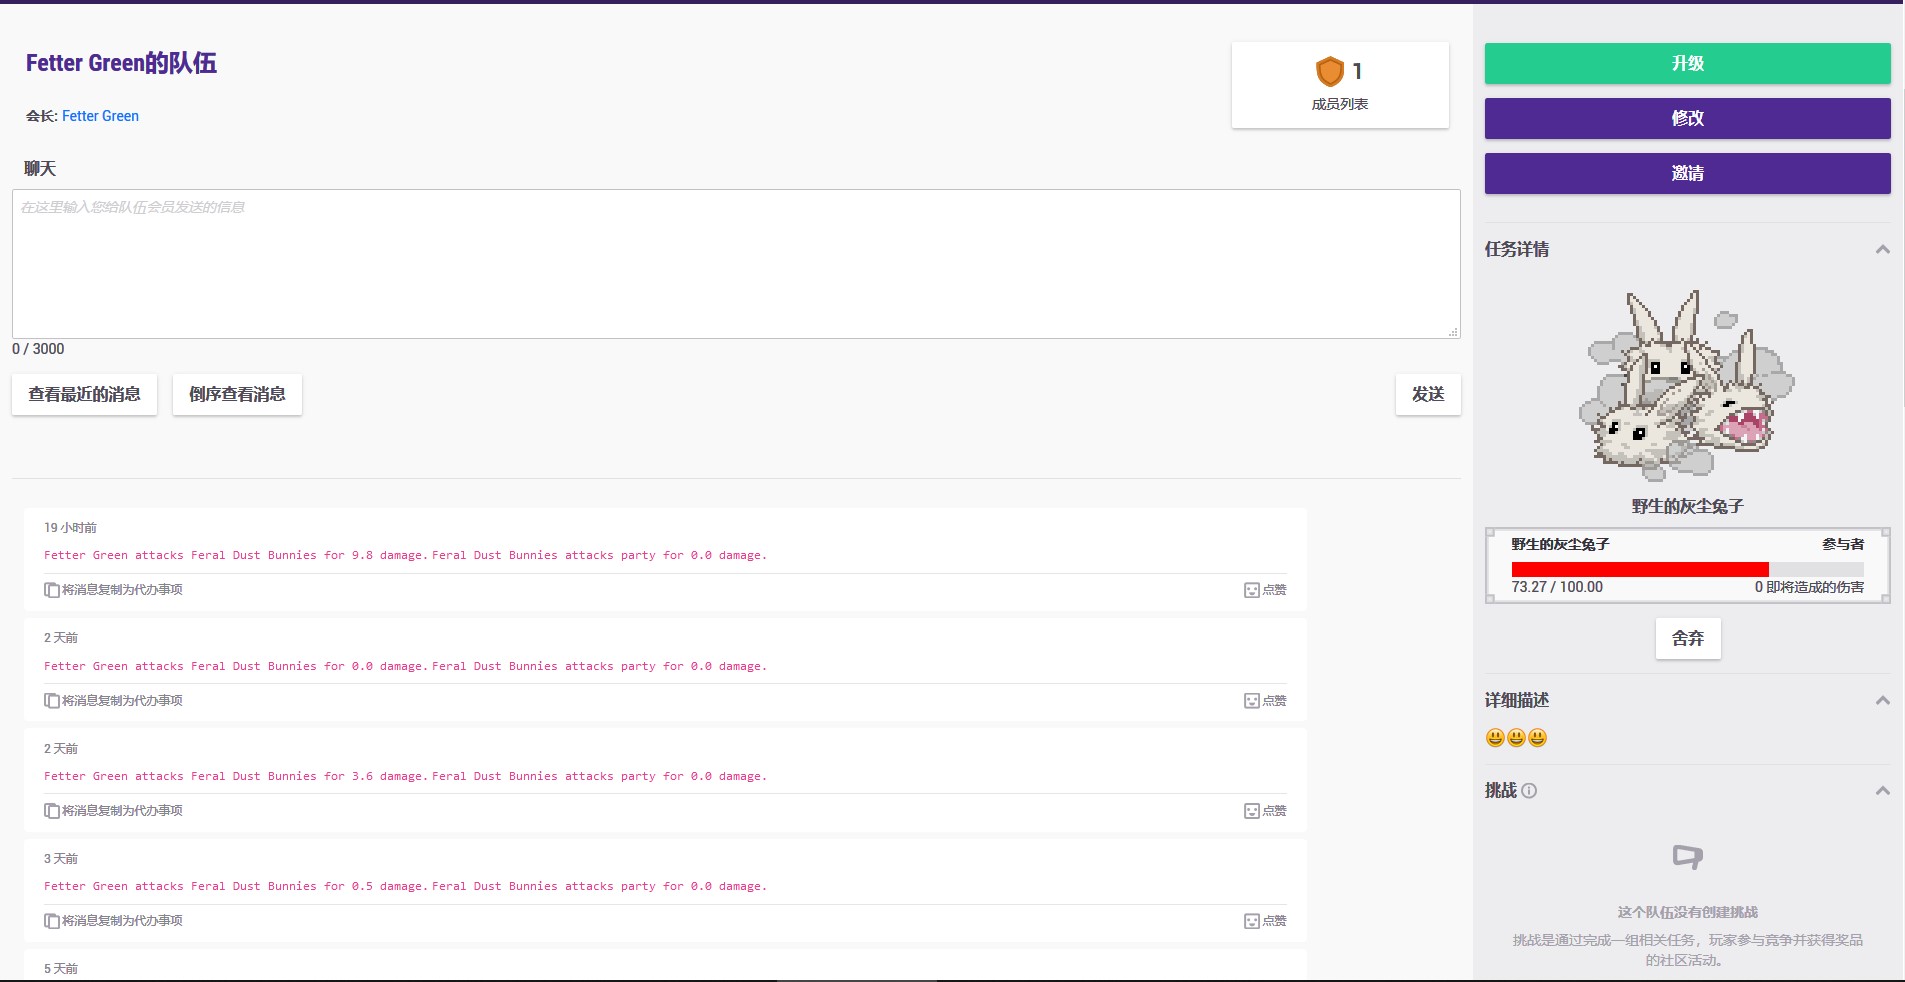 Fetter Green的队伍
会长: Fetter Green
1
成员列表
聊天
在这里输入您给队伍会员发送的信息
0 / 3000
查看最近的消息
倒序查看消息
发送
19 小时前
Fetter Green attacks Feral Dust Bunnies for 9.8 damage. Feral Dust Bunnies attacks party for 0.0 damage.
将消息复制为代办事项
点赞
2 天前
Fetter Green attacks Feral Dust Bunnies for 0.0 damage. Feral Dust Bunnies attacks party for 0.0 damage.
将消息复制为代办事项
点赞
2 天前
Fetter Green attacks Feral Dust Bunnies for 3.6 damage. Feral Dust Bunnies attacks party for 0.0 damage.
将消息复制为代办事项
点赞
3 天前
Fetter Green attacks Feral Dust Bunnies for 0.5 damage. Feral Dust Bunnies attacks party for 0.0 damage.
将消息复制为代办事项
点赞
5 天前
升级
修改
邀请
任务详情
野生的灰尘兔子
野生的灰尘兔子
参与者
73.27 / 100.00
0 即将造成的伤害
舍弃
详细描述
😃😃😃
挑战
这个队伍没有创建挑战
挑战是通过完成一组相关任务，玩家参与竞争并获得奖品
的社区活动。